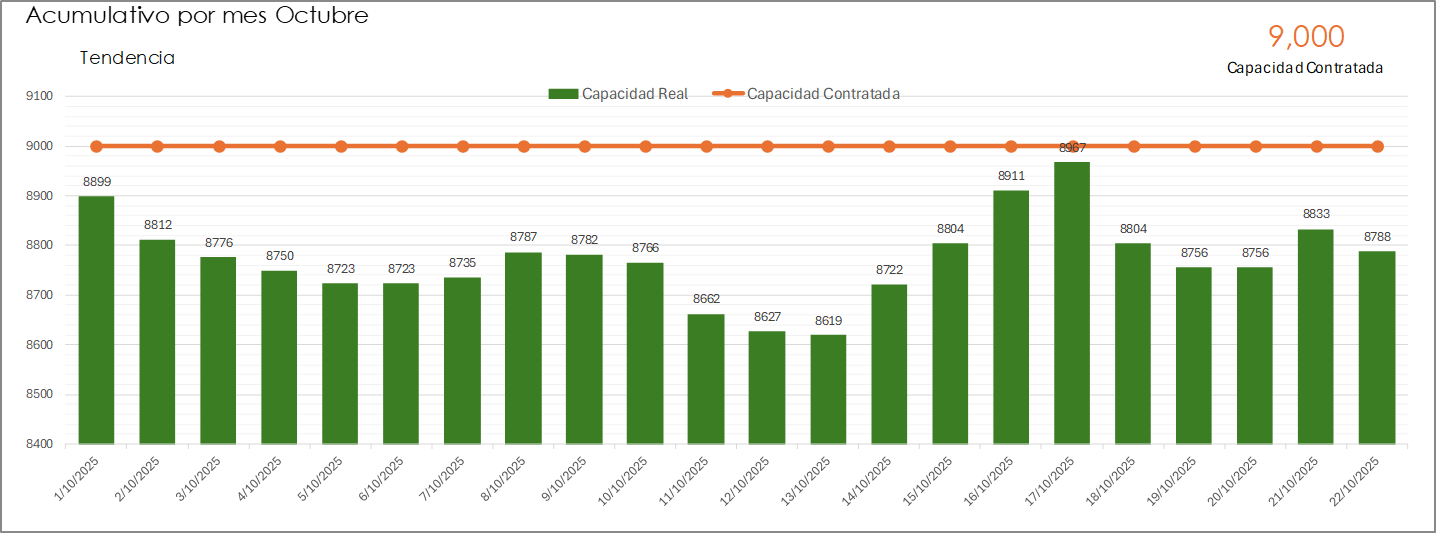 Acumulativo por mes Octubre
9,000
Capacidad Contratada
Tendencia
Capacidad Real Capacidad Contratada
9100
9000
8900
8800
8700
8600
8500
8400
8899 8812 8776 8750 8723 8723 8735 8787 8782 8766 8662 8627 8619 8722 8804 8911 8967 8804 8756 8756 8833 8788
1/10/2025 2/10/2025 3/10/2025 4/10/2025 5/10/2025 6/10/2025 7/10/2025 8/10/2025 9/10/2025 10/10/2025 11/10/2025 12/10/2025 13/10/2025 14/10/2025 15/10/2025 16/10/2025 17/10/2025 18/10/2025 19/10/2025 20/10/2025 21/10/2025 22/10/2025